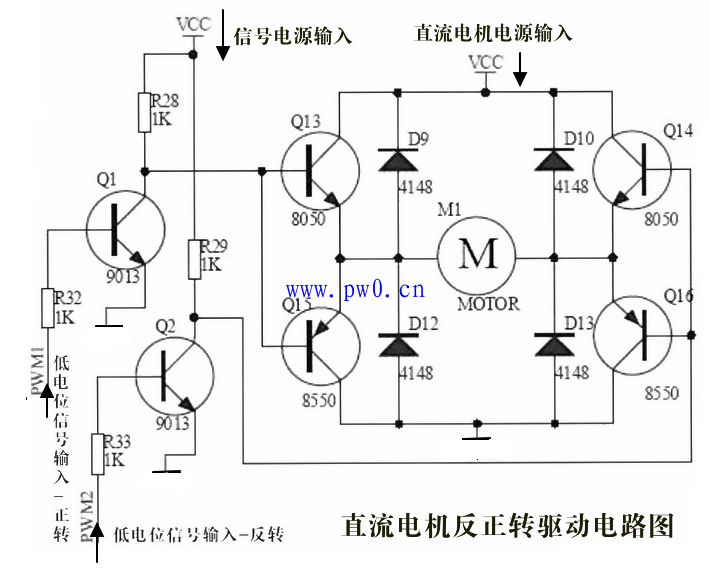 VCC
信号电源输入
直流电机电源输入
VCC
R28
1K
Q13
D9
D10
Q14
Q1
4148
4148
8050
8050
M1
R29
1K
9013
M
www.pw0.cn
R32
1K
Q15
MOTOR
Q16
Q2
D12
D13
4148
4148
PWM1
低电位信号输入-正转
8550
8550
9013
R33
1K
PWM2
低电位信号输入-反转
直流电机反正转驱动电路图